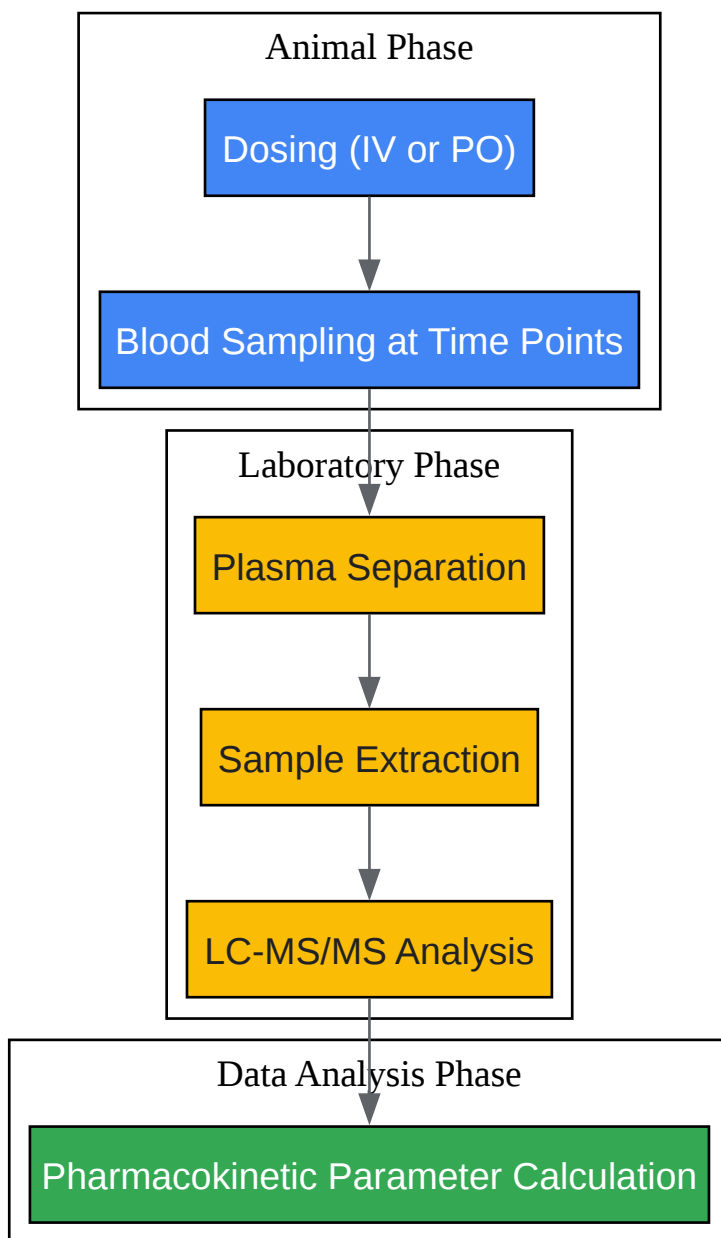 Animal Phase
Dosing (IV or PO)
Blood Sampling at Time Points
Laboratory Phase
Plasma Separation
Sample Extraction
LC-MS/MS Analysis
Data Analysis Phase
Pharmacokinetic Parameter Calculation